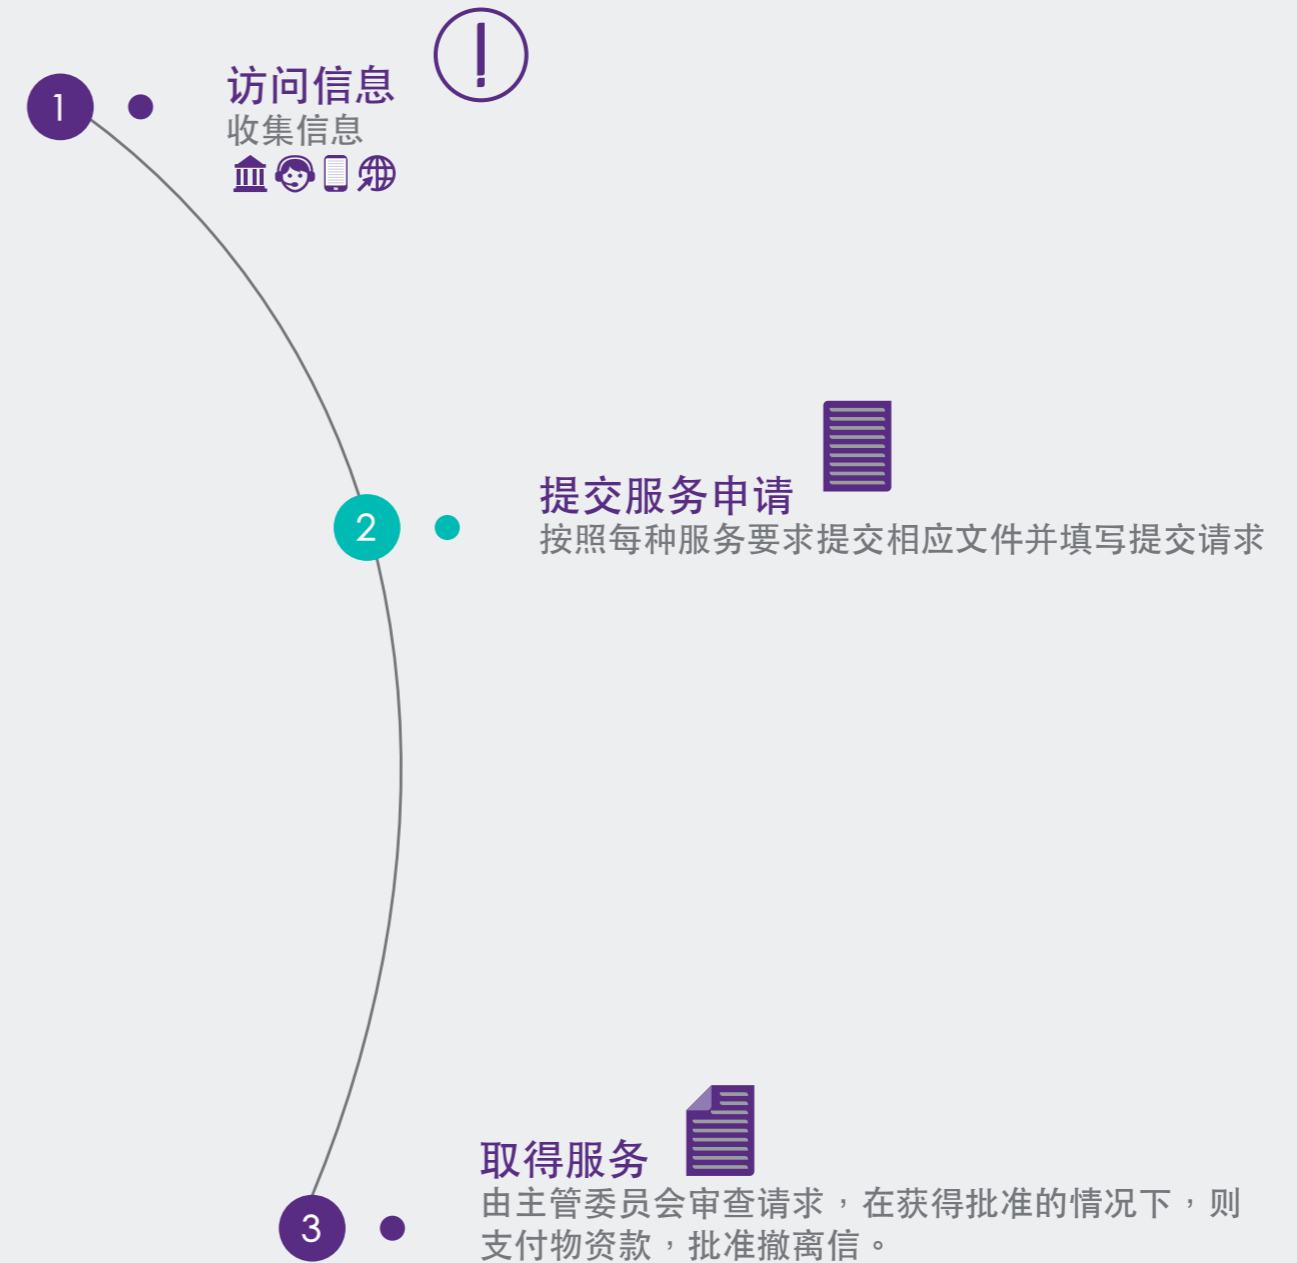 1
访问信息
收集信息
2
提交服务申请
按照每种服务要求提交相应文件并填写提交请求
3
取得服务
由主管委员会审查请求，在获得批准的情况下，则
支付物资款，批准撤离信。